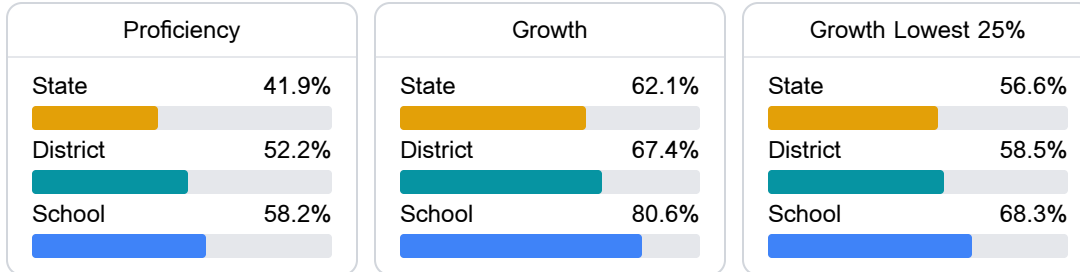 Proficiency
State 41.9%
District 52.2%
School 58.2%
Growth
State 62.1%
District 67.4%
School 80.6%
Growth Lowest 25%
State 56.6%
District 58.5%
School 68.3%